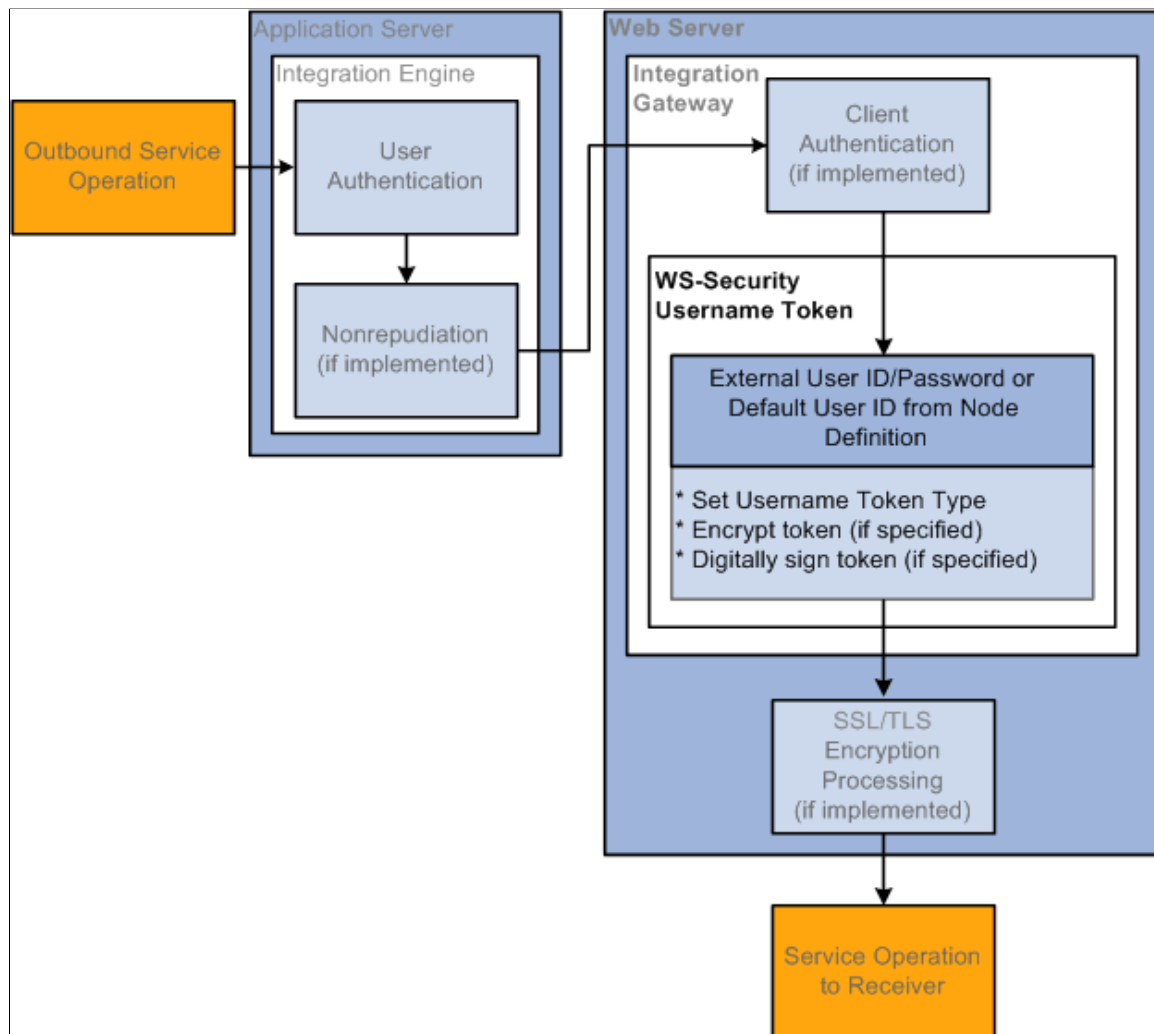 Application Server
Integration Engine
Outbound Service
Operation
User
Authentication
Nonrepudiation
(if implemented)
Web Server
Integration
Gateway
Client
Authentication
(if implemented)
WS-Security
Username Token
External User ID/Password or
Default User ID from Node
Definition
* Set Username Token Type
* Encrypt token (if specified)
* Digitally sign token (if specified)
SSL/TLS
Encryption
Processing
(if implemented)
Service Operation
to Receiver